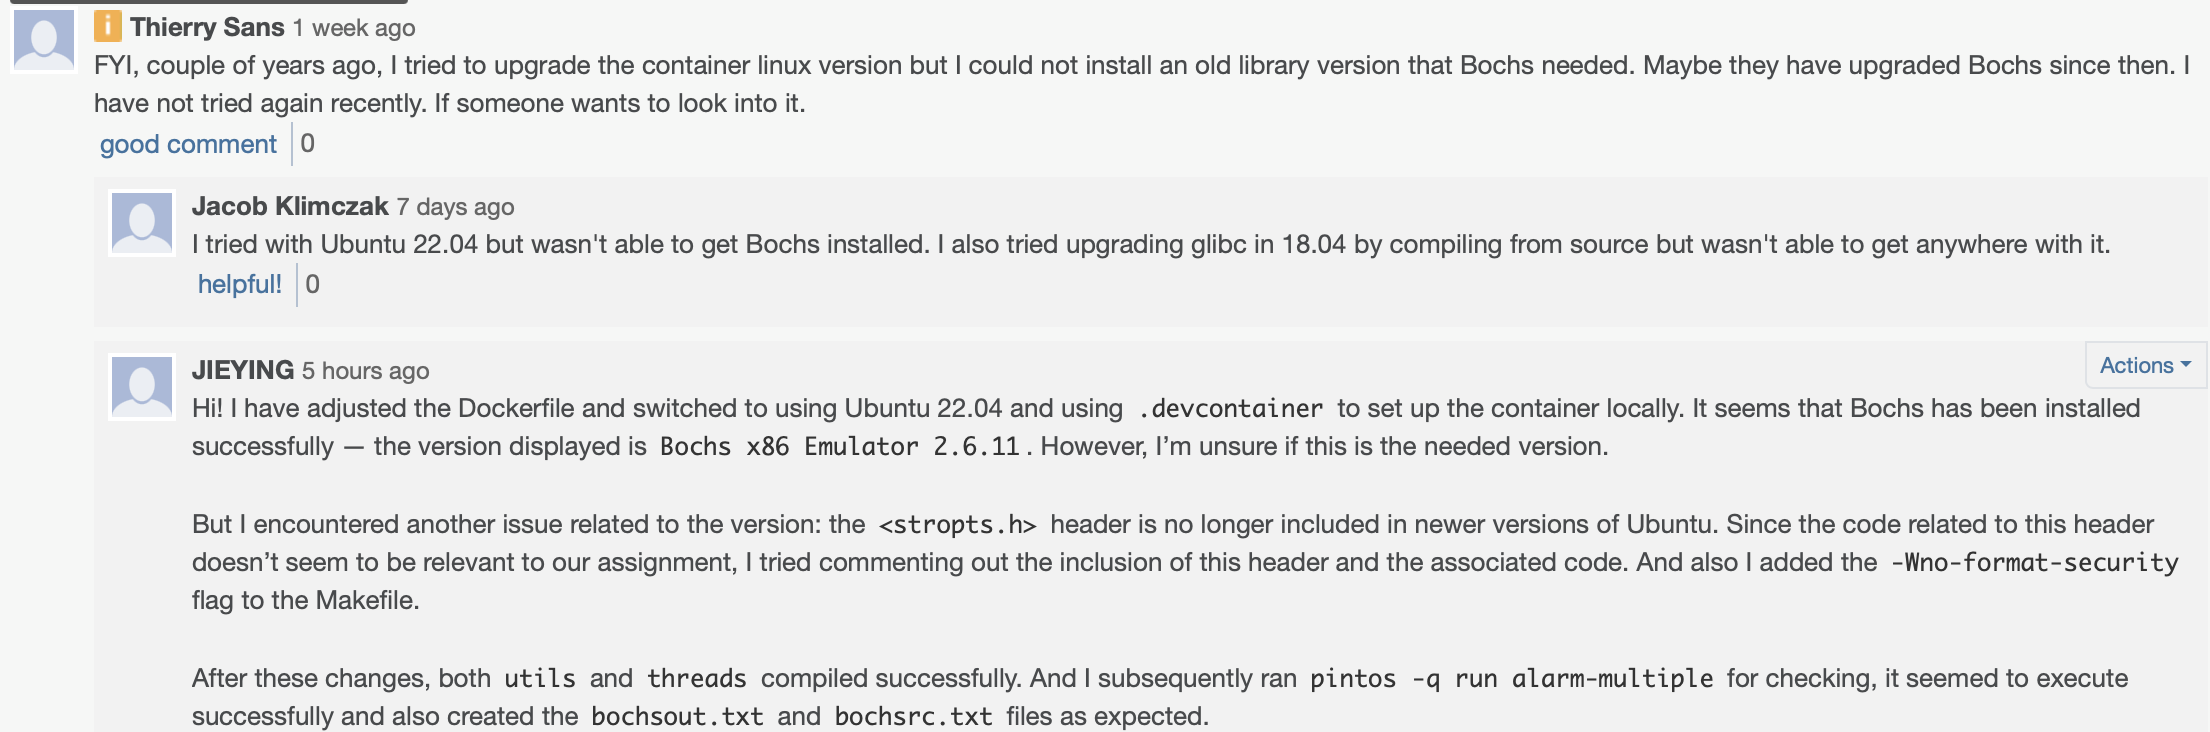 i Thierry Sans 1 week ago
FYI, couple of years ago, I tried to upgrade the container linux version but I could not install an old library version that Bochs needed. Maybe they have upgraded Bochs since then. I
have not tried again recently. If someone wants to look into it.
good comment 0
Jacob Klimczak 7 days ago
I tried with Ubuntu 22.04 but wasn't able to get Bochs installed. I also tried upgrading glibc in 18.04 by compiling from source but wasn't able to get anywhere with it.
helpful! 0
Actions
JIEYING 5 hours ago
Hi! I have adjusted the Dockerfile and switched to using Ubuntu 22.04 and using .devcontainer to set up the container locally. It seems that Bochs has been installed
successfully — the version displayed is Bochs x86 Emulator 2.6.11. However, I’m unsure if this is the needed version.
But I encountered another issue related to the version: the <stropts.h> header is no longer included in newer versions of Ubuntu. Since the code related to this header
doesn’t seem to be relevant to our assignment, I tried commenting out the inclusion of this header and the associated code. And also I added the -Wno-format-security
flag to the Makefile.
After these changes, both utils and threads compiled successfully. And I subsequently ran pintos -q run alarm-multiple for checking, it seemed to execute
successfully and also created the bochsout.txt and bochsrc.txt files as expected.